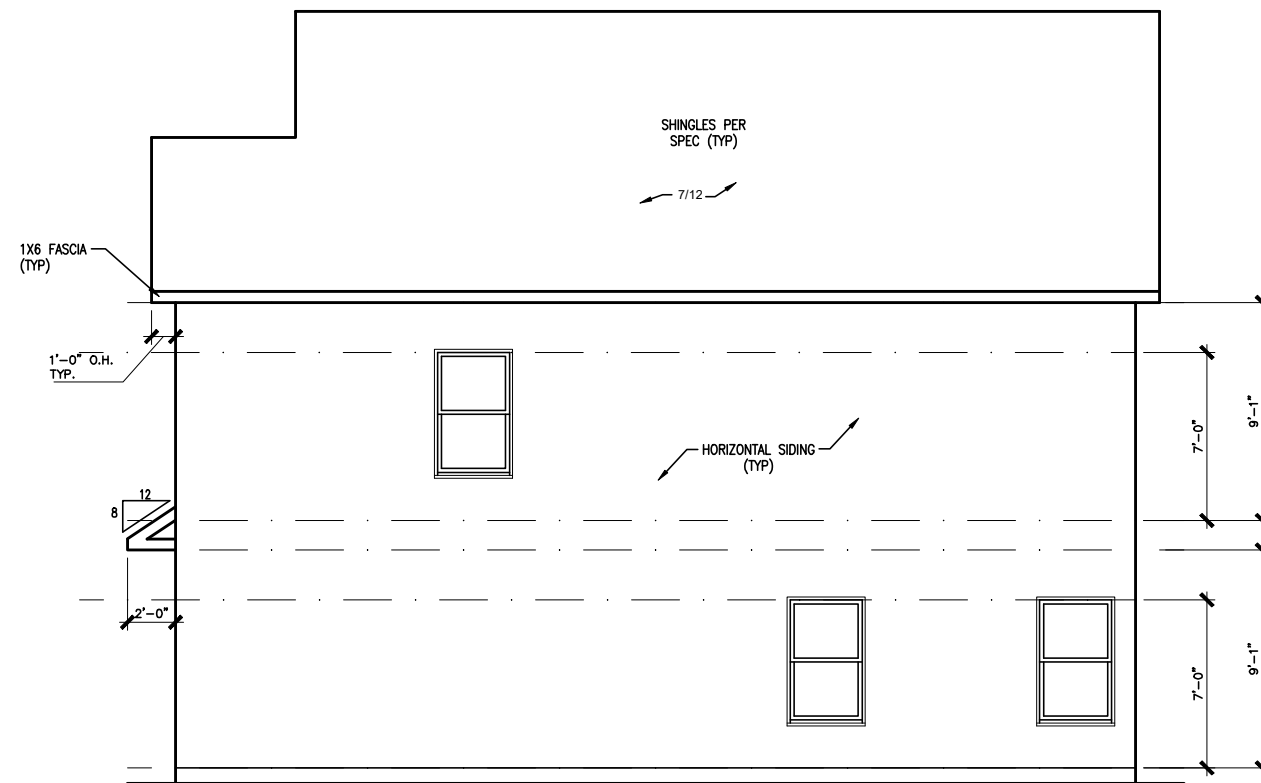 SHINGLES PER
SPEC (TYP)
7/12
1X6 FASCIA
(TYP)
1'-0" O.H.
TYP.
7'-0"
9'-1"
HORIZONTAL SIDING
(TYP)
12
8
2'-0"
7'-0"
9'-1"